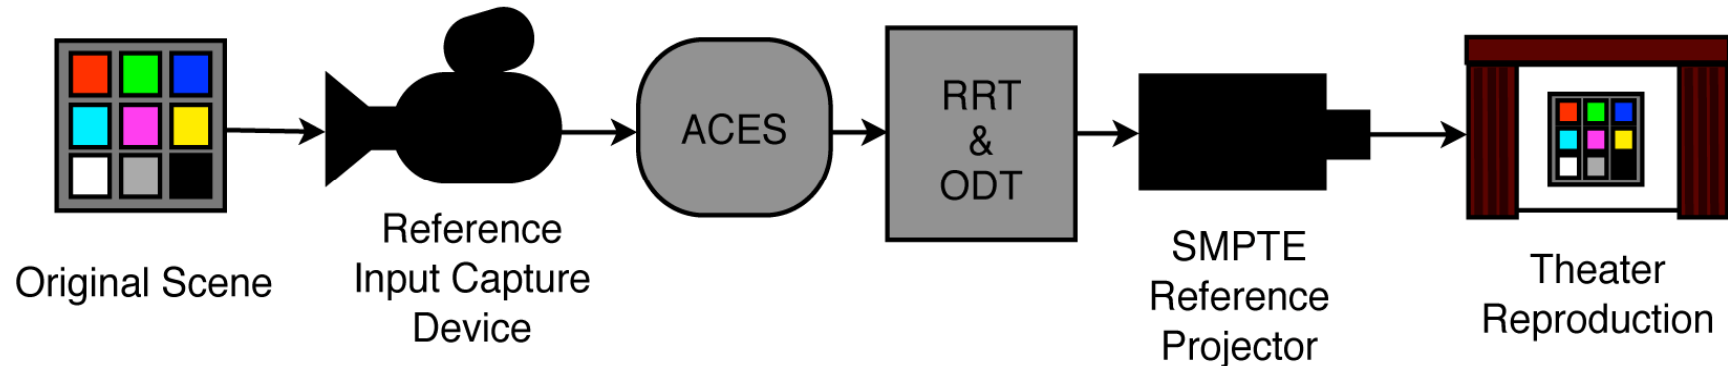 Original Scene
Reference
Input Capture
Device
ACES
RRT
&
ODT
SMPTE
Reference
Projector
Theater
Reproduction